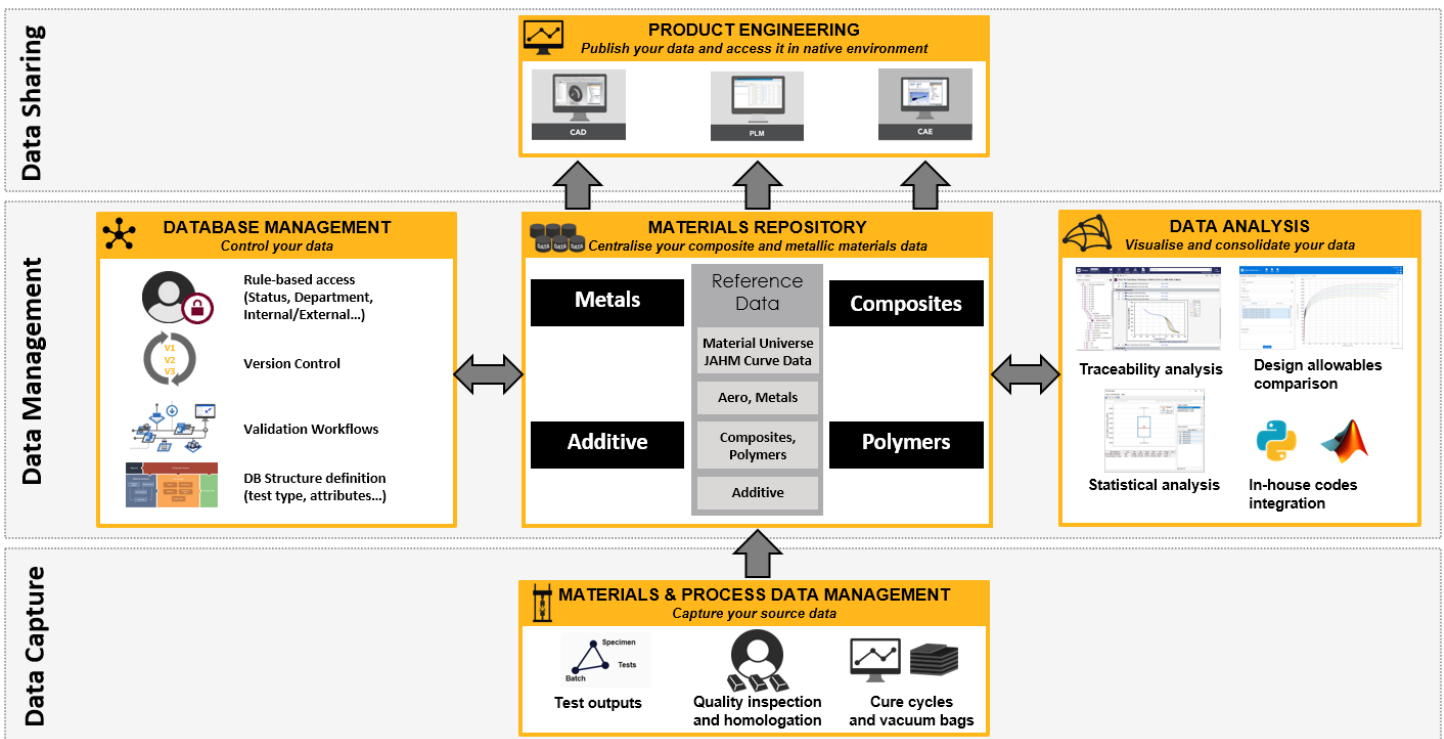 Data Sharing
PRODUCT ENGINEERING
Publish your data and access it in native environment
CAD
PLM
CAE
Data Management
DATABASE MANAGEMENT
Control your data
Rule-based access
(Status, Department,
Internal/External...)
V1
V2
V3
Version Control
Validation Workflows
DB Structure definition
(test type, attributes...)
MATERIALS REPOSITORY
Centralise your composite and metallic materials data
DATA
DATA
DATA
Metals
Composites
Additive
Polymers
Reference
Data
Material Universe
JAHM Curve Data
Aero, Metals
Composites,
Polymers
Additive
DATA ANALYSIS
Visualise and consolidate your data
Traceability analysis
Design allowables
comparison
Statistical analysis
In-house codes
integration
Data Capture
MATERIALS & PROCESS DATA MANAGEMENT
Capture your source data
Specimen
Tests
Batch
Test outputs
Quality inspection
and homologation
Cure cycles
and vacuum bags